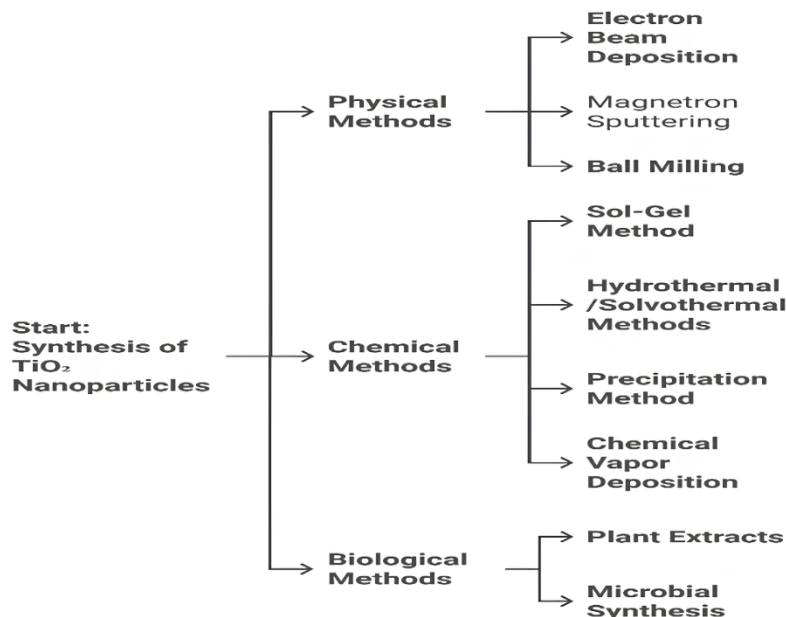 Start:
Synthesis of
TiO₂
Nanoparticles
Physical
Methods
Electron
Beam
Deposition
Magnetron
Sputtering
Ball Milling
Chemical
Methods
Sol-Gel
Method
Hydrothermal
/Solvothermal
Methods
Precipitation
Method
Chemical
Vapor
Deposition
Biological
Methods
Plant Extracts
Microbial
Synthesis